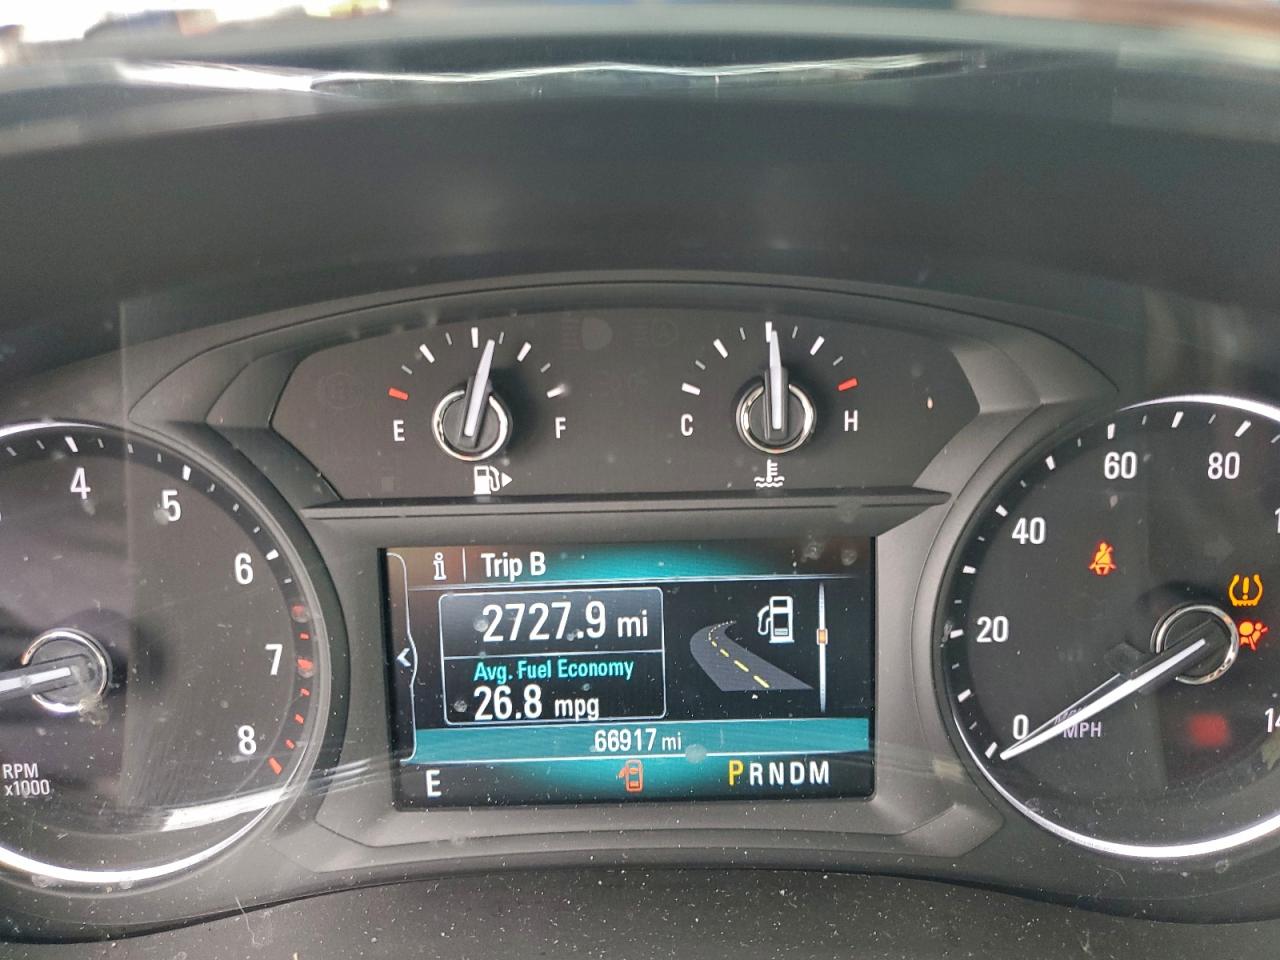 E
F
C
H
4
5
6
7
8
RPM
x1000
i Trip B
2727.9 mi
Avg. Fuel Economy
26.8 mpg
66917 mi
E
PRNDM
0
20
40
60
80
MPH